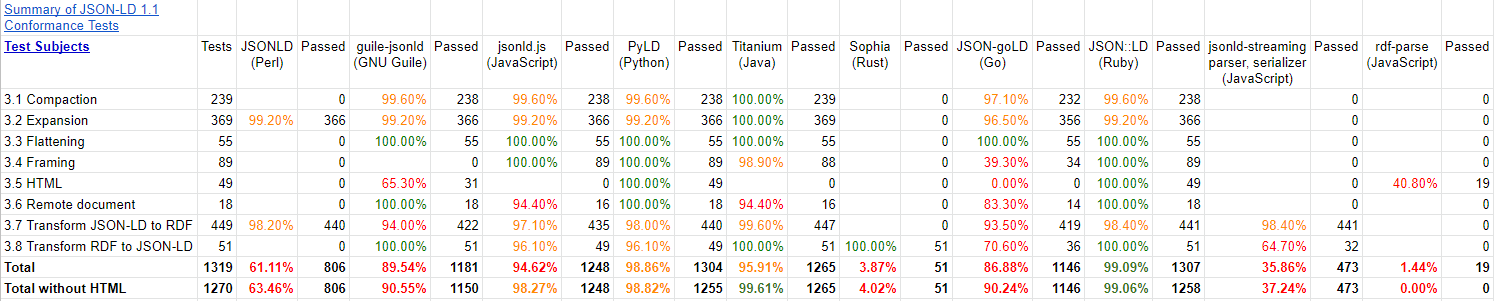 Summary of JSON-LD 1.1
Conformance Tests
Test Subjects Tests JSONLD Passed guile-jsonld Passed jsonld.js Passed PyLD Passed Titanium Passed Sophia Passed JSON-goLD Passed JSON::LD Passed jsonld-streaming Passed rdf-parse Passed
(Perl) (GNU Guile) (JavaScript) (Python) (Java) (Rust) (Go) (Ruby) parser, serializer (JavaScript)
(JavaScript)
3.1 Compaction 239 0 99.60% 238 99.60% 238 99.60% 238 100.00% 239 0 97.10% 232 99.60% 238 0 0
3.2 Expansion 369 99.20% 366 99.20% 366 99.20% 366 99.20% 366 100.00% 369 0 96.50% 356 99.20% 366 0 0
3.3 Flattening 55 0 100.00% 55 100.00% 55 100.00% 55 100.00% 55 0 100.00% 55 100.00% 55 0 0
3.4 Framing 89 0 0 100.00% 89 100.00% 89 98.90% 88 0 39.30% 34 100.00% 89 0 0
3.5 HTML 49 0 65.30% 31 0 100.00% 49 0 0 0.00% 0 100.00% 49 0 40.80% 19
3.6 Remote document 18 0 100.00% 18 94.40% 16 100.00% 18 94.40% 16 0 83.30% 14 100.00% 18 0 0
3.7 Transform JSON-LD to RDF 449 98.20% 440 94.00% 422 97.10% 435 98.00% 440 99.60% 447 0 93.50% 419 98.40% 441 98.40% 441 0
3.8 Transform RDF to JSON-LD 51 0 100.00% 51 96.10% 49 96.10% 49 100.00% 51 100.00% 51 70.60% 36 100.00% 51 64.70% 32 0
Total 1319 61.11% 806 89.54% 1181 94.62% 1248 98.86% 1304 95.91% 1265 3.87% 51 86.88% 1146 99.09% 1307 35.86% 473 1.44% 19
Total without HTML 1270 63.46% 806 90.55% 1150 98.27% 1248 98.82% 1255 99.61% 1265 4.02% 51 90.24% 1146 99.06% 1258 37.24% 473 0.00% 0